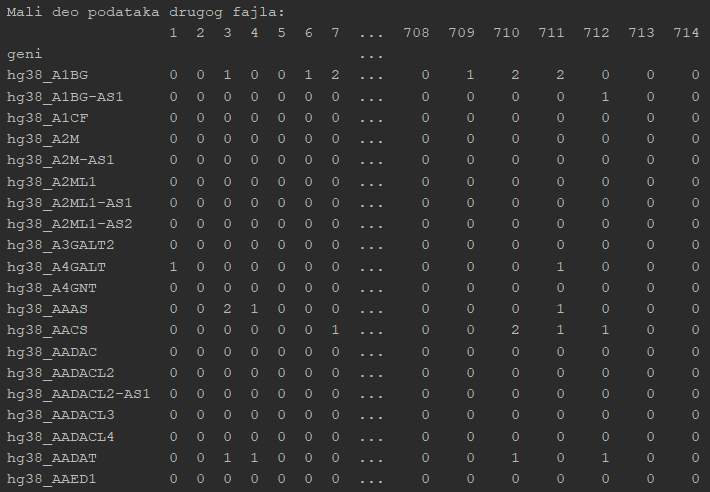 Mali deo podataka drugog fajla:
1 2 3 4 5 6 7 ... 708 709 710 711 712 713 714
geni ...
hg38_A1BG 0 0 1 0 0 1 2 ... 0 1 2 2 0 0 0
hg38_A1BG-AS1 0 0 0 0 0 0 0 ... 0 0 0 0 1 0 0
hg38_A1CF 0 0 0 0 0 0 0 ... 0 0 0 0 0 0 0
hg38_A2M 0 0 0 0 0 0 0 ... 0 0 0 0 0 0 0
hg38_A2M-AS1 0 0 0 0 0 0 0 ... 0 0 0 0 0 0 0
hg38_A2ML1 0 0 0 0 0 0 0 ... 0 0 0 0 0 0 0
hg38_A2ML1-AS1 0 0 0 0 0 0 0 ... 0 0 0 0 0 0 0
hg38_A2ML1-AS2 0 0 0 0 0 0 0 ... 0 0 0 0 0 0 0
hg38_A3GALT2 0 0 0 0 0 0 0 ... 0 0 0 0 0 0 0
hg38_A4GALT 1 0 0 0 0 0 0 ... 0 0 0 1 0 0 0
hg38_A4GNT 0 0 0 0 0 0 0 ... 0 0 0 0 0 0 0
hg38_AAAS 0 0 2 1 0 0 0 ... 0 0 0 1 0 0 0
hg38_AACS 0 0 0 0 0 0 1 ... 0 0 2 1 1 0 0
hg38_AADAC 0 0 0 0 0 0 0 ... 0 0 0 0 0 0 0
hg38_AADACL2 0 0 0 0 0 0 0 ... 0 0 0 0 0 0 0
hg38_AADACL2-AS1 0 0 0 0 0 0 0 ... 0 0 0 0 0 0 0
hg38_AADACL3 0 0 0 0 0 0 0 ... 0 0 0 0 0 0 0
hg38_AADACL4 0 0 0 0 0 0 0 ... 0 0 0 0 0 0 0
hg38_AADAT 0 0 1 1 0 0 0 ... 0 0 1 0 1 0 0
hg38_AAED1 0 0 0 0 0 0 0 ... 0 0 0 0 0 0 0